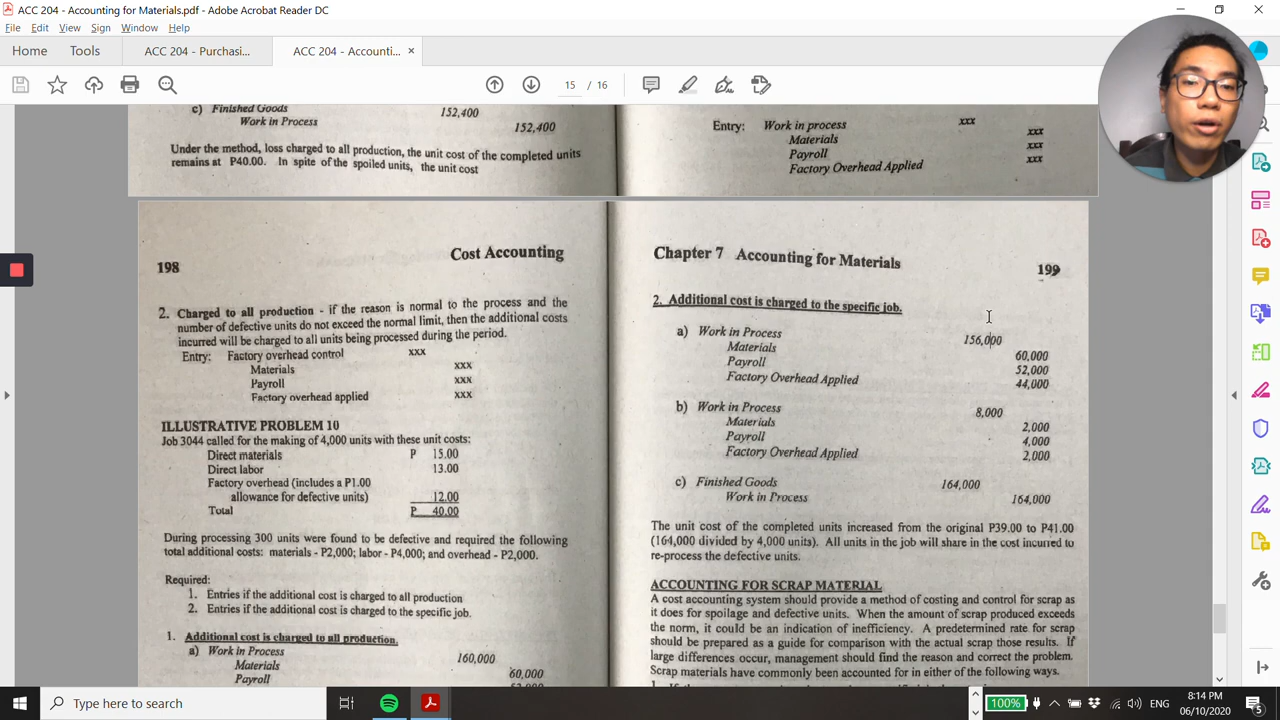 ACC 204 - Accounting for Materials.pdf - Adobe Acrobat Reader DC
File Edit View Sign Window Help
Home Tools ACC 204 - Purchasi... ACC 204 - Accounti... ×
15 / 16
c) Finished Goods 152,400
Work in Process 152,400
Under the method, loss charged to all production, the unit cost of the completed units
remains at P40.00. In spite of the spoiled units, the unit cost
Entry: Work in process xxx
Materials xxx
Payroll xxx
Factory Overhead Applied xxx
198 Cost Accounting
2. Charged to all production - if the reason is normal to the process and the
number of defective units do not exceed the normal limit, then the additional costs
incurred will be charged to all units being processed during the period.
Entry: Factory overhead control xxx
Materials xxx
Payroll xxx
Factory overhead applied xxx
ILLUSTRATIVE PROBLEM 10
Job 3044 called for the making of 4,000 units with these unit costs:
Direct materials P 15.00
Direct labor 13.00
Factory overhead (includes a P1.00
allowance for defective units) 12.00
Total P 40.00
During processing 300 units were found to be defective and required the following
total additional costs: materials - P2,000; labor - P4,000; and overhead - P2,000.
Required:
1. Entries if the additional cost is charged to all production
2. Entries if the additional cost is charged to the specific job.
1. Additional cost is charged to all production.
a) Work in Process 160,000
Materials 60,000
Payroll
Chapter 7 Accounting for Materials 199
2. Additional cost is charged to the specific job.
a) Work in Process 156,000
Materials 60,000
Payroll 52,000
Factory Overhead Applied 44,000
b) Work in Process 8,000
Materials 2,000
Payroll 4,000
Factory Overhead Applied 2,000
c) Finished Goods 164,000
Work in Process 164,000
The unit cost of the completed units increased from the original P39.00 to P41.00
(164,000 divided by 4,000 units). All units in the job will share in the cost incurred to
re-process the defective units.
ACCOUNTING FOR SCRAP MATERIAL
A cost accounting system should provide a method of costing and control for scrap as
it does for spoilage and defective units. When the amount of scrap produced exceeds
the norm, it could be an indication of inefficiency. A predetermined rate for scrap
should be prepared as a guide for comparison with the actual scrap those results. If
large differences occur, management should find the reason and correct the problem.
Scrap materials have commonly been accounted for in either of the following ways.
Type here to search
100% ENG 8:14 PM
06/10/2020
5